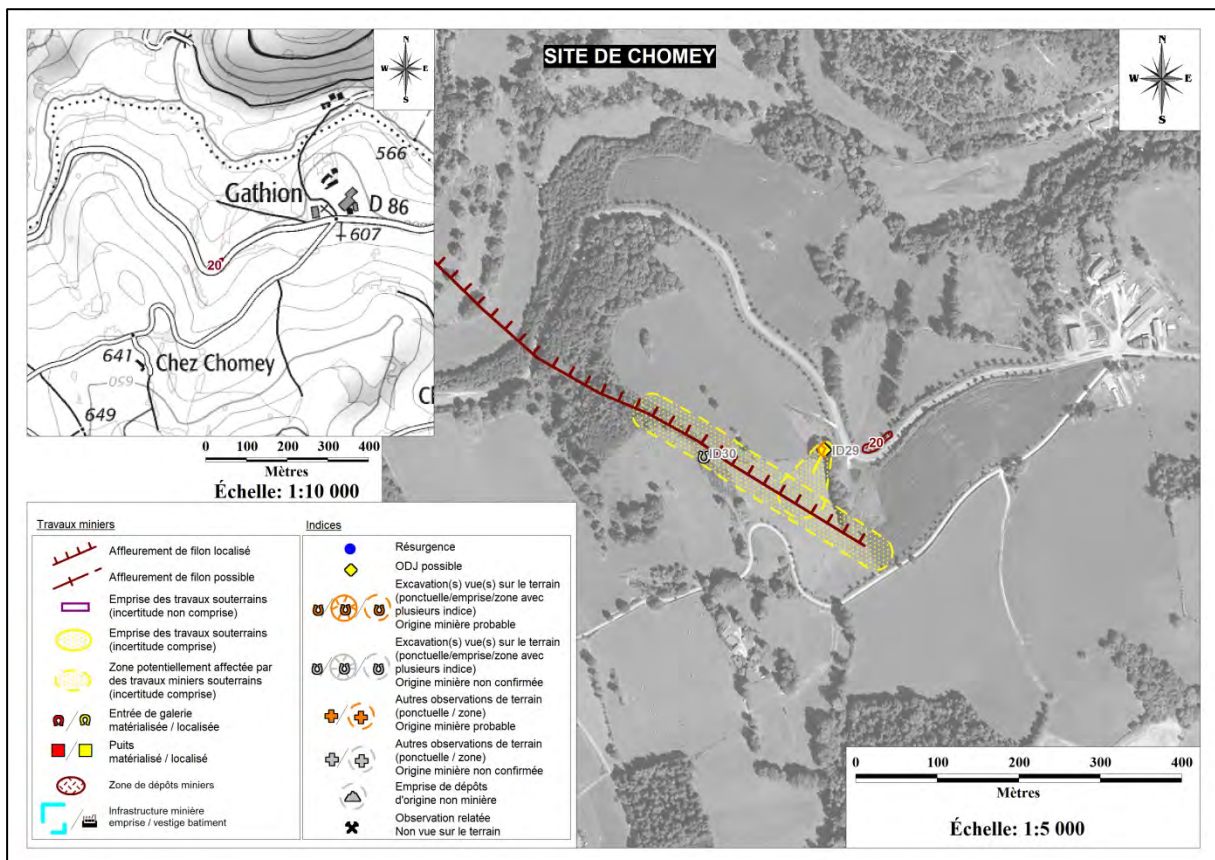 SITE DE CHOMEY
N
W E
S
N
W E
S
566
Gathion
D 86
607
20
641
650
Chez Chomey
649
Cl
0 100 200 300 400
Mètres
Échelle: 1:10 000
ID30
ID29
20
Travaux miniers
Affleurement de filon localisé
Affleurement de filon possible
Emprise des travaux souterrains
(incertitude non comprise)
Emprise des travaux souterrains
(incertitude comprise)
Zone potentiellement affectée par
des travaux miniers souterrains
(incertitude comprise)
Entrée de galerie
matérialisée / localisée
Puits
matérialisé / localisé
Zone de dépôts miniers
Infrastructure minière
emprise / vestige batiment
Indices
Résurgence
ODJ possible
Excavation(s) vue(s) sur le terrain
(ponctuelle/emprise/zone avec
plusieurs indice)
Origine minière probable
Excavation(s) vue(s) sur le terrain
(ponctuelle/emprise/zone avec
plusieurs indice)
Origine minière non confirmée
Autres observations de terrain
(ponctuelle / zone)
Origine minière probable
Autres observations de terrain
(ponctuelle / zone)
Origine minière non confirmée
Emprise de dépôts
d'origine non minière
Observation relatée
Non vue sur le terrain
0 100 200 300 400
Mètres
Échelle: 1:5 000